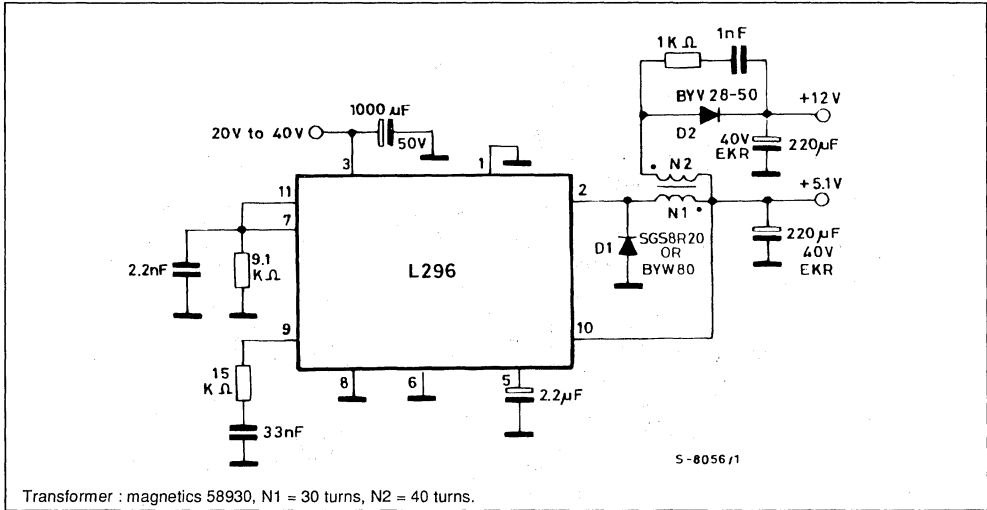 1KΩ
1nF
BYV 28-50
+12V
D2
40V
EKR
220µF
1000 µF
50V
20V to 40V
3
1
N2
+5.1V
11
2
7
N1
D1
SGS8R20
OR
BYW80
220µF
40V
EKR
2.2nF
9.1
KΩ
L296
9
10
15
KΩ
8
6
5
2.2µF
33nF
S-8056/1
Transformer : magnetics 58930, N1 = 30 turns, N2 = 40 turns.